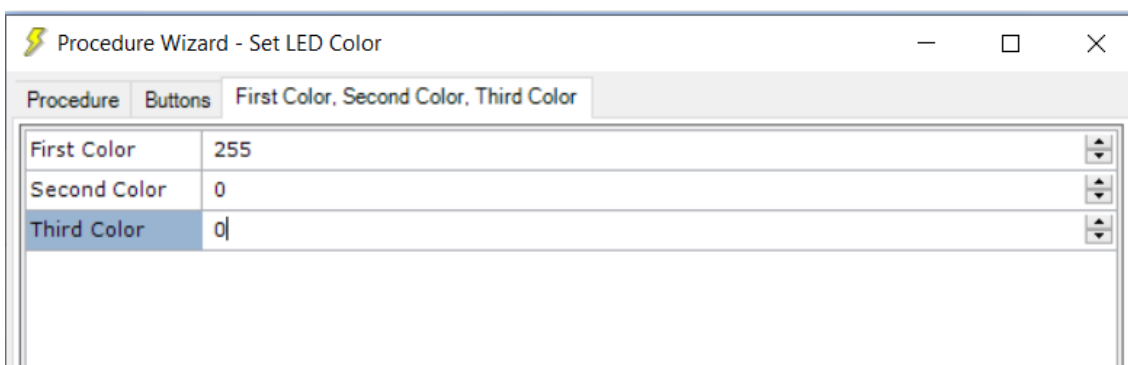 Procedure Wizard - Set LED Color
Procedure Buttons First Color, Second Color, Third Color
First Color 255
Second Color 0
Third Color 0